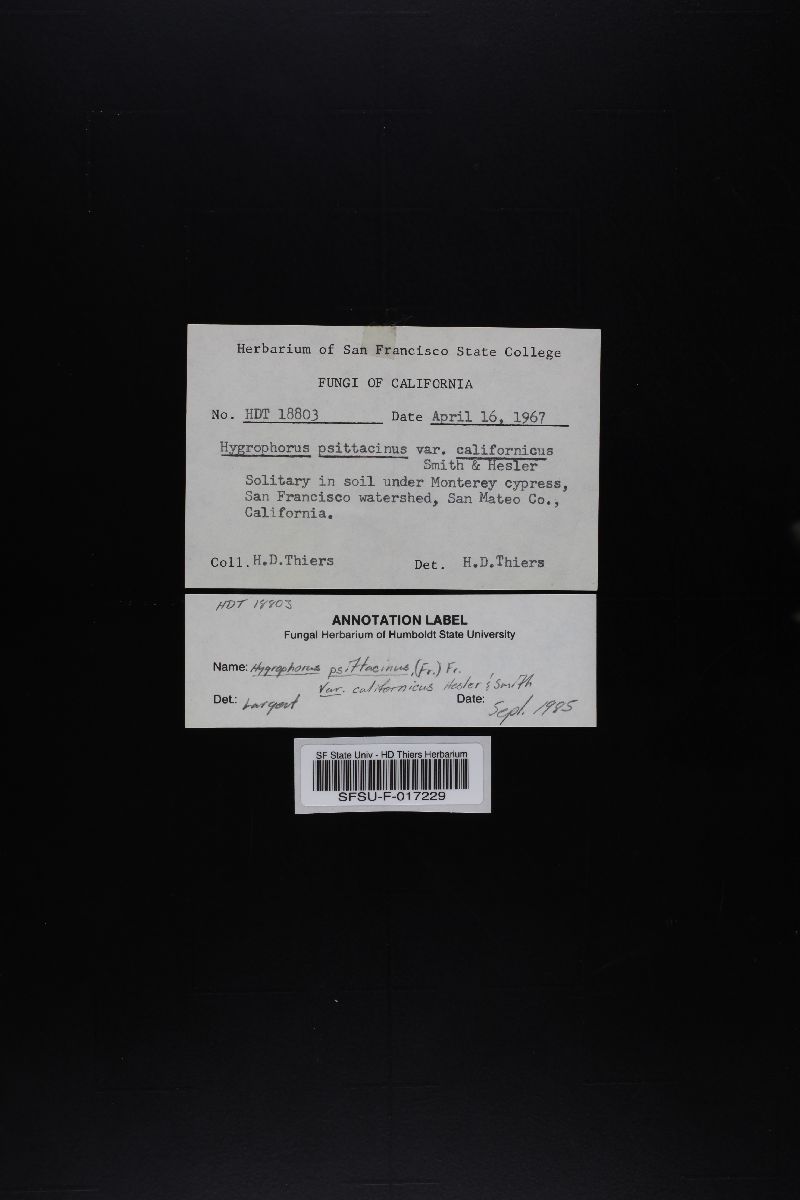 Herbarium of San Francisco State College
FUNGI OF CALIFORNIA
No. HDT 18803 Date April 16, 1967
Hygrophorus psittacinus var. californicus
Smith & Hesler
Solitary in soil under Monterey cypress,
San Francisco watershed, San Mateo Co.,
California.
Coll. H.D.Thiers Det. H.D.Thiers
HDT 18803
ANNOTATION LABEL
Fungal Herbarium of Humboldt State University
Name: Hygrophorus psittacinus (Fr.) Fr.
Var. californicus Hesler & Smith
Det.: Largent Date: Sept. 1985
SF State Univ - HD Thiers Herbarium
SFSU-F-017229